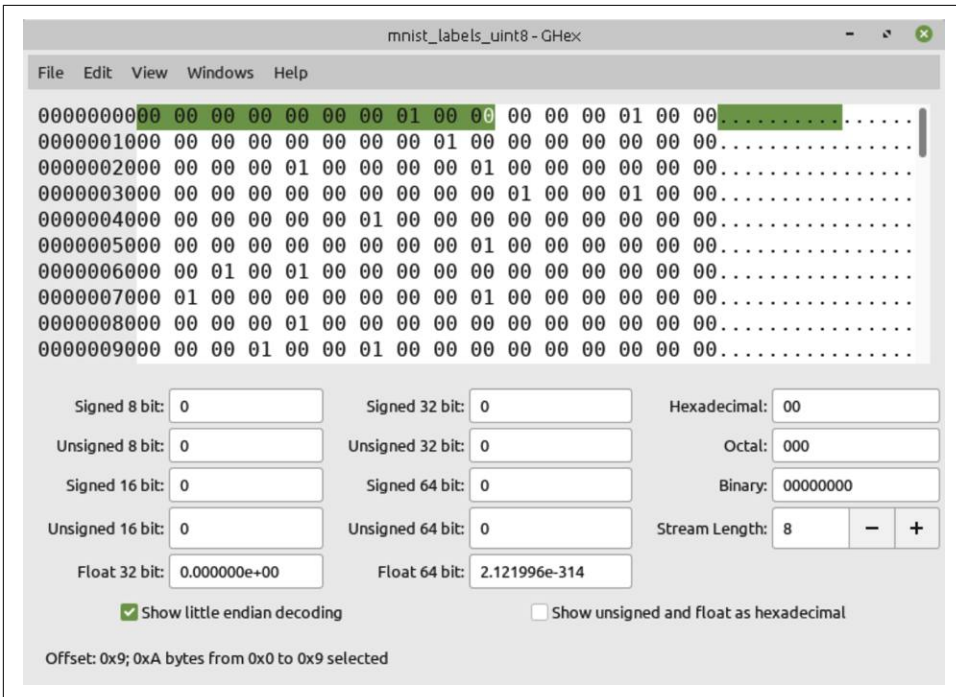 mnist_labels_uint8 - GHex
File Edit View Windows Help
0000000000 00 00 00 00 00 00 01 00 00 00 00 00 01 00 00................
0000001000 00 00 00 00 00 00 00 01 00 00 00 00 00 00 00................
0000002000 00 00 00 01 00 00 00 00 01 00 00 00 00 00 00................
0000003000 00 00 00 00 00 00 00 00 00 01 00 00 01 00 00................
0000004000 00 00 00 00 00 01 00 00 00 00 00 00 00 00 00................
0000005000 00 00 00 00 00 00 00 00 01 00 00 00 00 00 00................
0000006000 00 01 00 01 00 00 00 00 00 00 00 00 00 00 00................
0000007000 01 00 00 00 00 00 00 00 01 00 00 00 00 00 00................
0000008000 00 00 00 01 00 00 00 00 00 00 00 00 00 00 00................
0000009000 00 00 01 00 00 01 00 00 00 00 00 00 00 00 00................
Signed 8 bit: 0 Signed 32 bit: 0 Hexadecimal: 00
Unsigned 8 bit: 0 Unsigned 32 bit: 0 Octal: 000
Signed 16 bit: 0 Signed 64 bit: 0 Binary: 00000000
Unsigned 16 bit: 0 Unsigned 64 bit: 0 Stream Length: 8 − +
Float 32 bit: 0.000000e+00 Float 64 bit: 2.121996e-314
Show little endian decoding Show unsigned and float as hexadecimal
Offset: 0x9; 0xA bytes from 0x0 to 0x9 selected